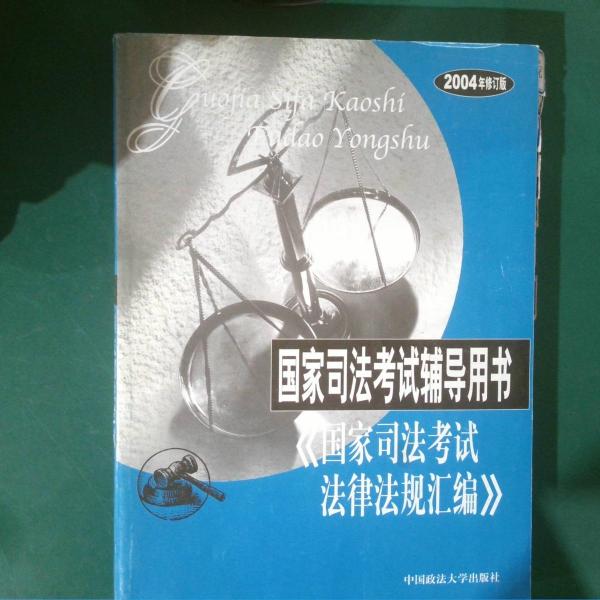 2004年修订版
Guojia Sifa Kaoshi
Fudao Yongshu
国家司法考试辅导用书
《国家司法考试
法律法规汇编》
中国政法大学出版社